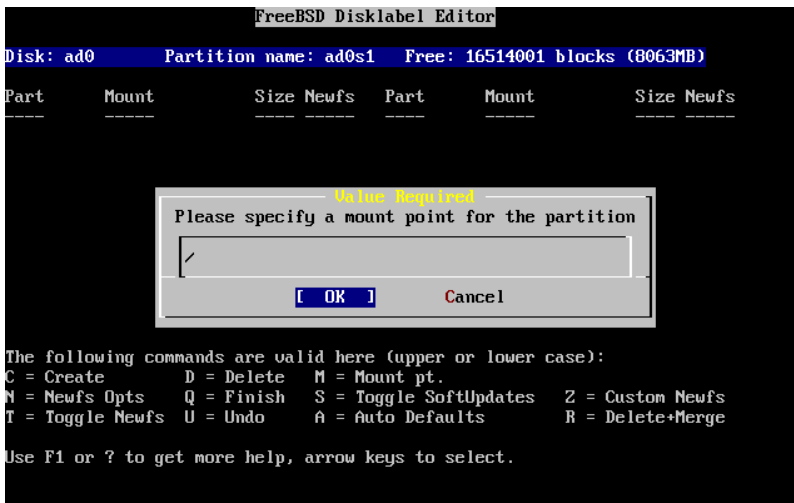 FreeBSD Disklabel Editor
Disk: ad0 Partition name: ad0s1 Free: 16514001 blocks (8063MB)
Part Mount Size Newfs Part Mount Size Newfs
---- ----- ---- ----- ---- ----- ---- -----
Value Required
Please specify a mount point for the partition
/
[ OK ] Cancel
The following commands are valid here (upper or lower case):
C = Create D = Delete M = Mount pt.
N = Newfs Opts Q = Finish S = Toggle SoftUpdates Z = Custom Newfs
T = Toggle Newfs U = Undo A = Auto Defaults R = Delete+Merge
Use F1 or ? to get more help, arrow keys to select.